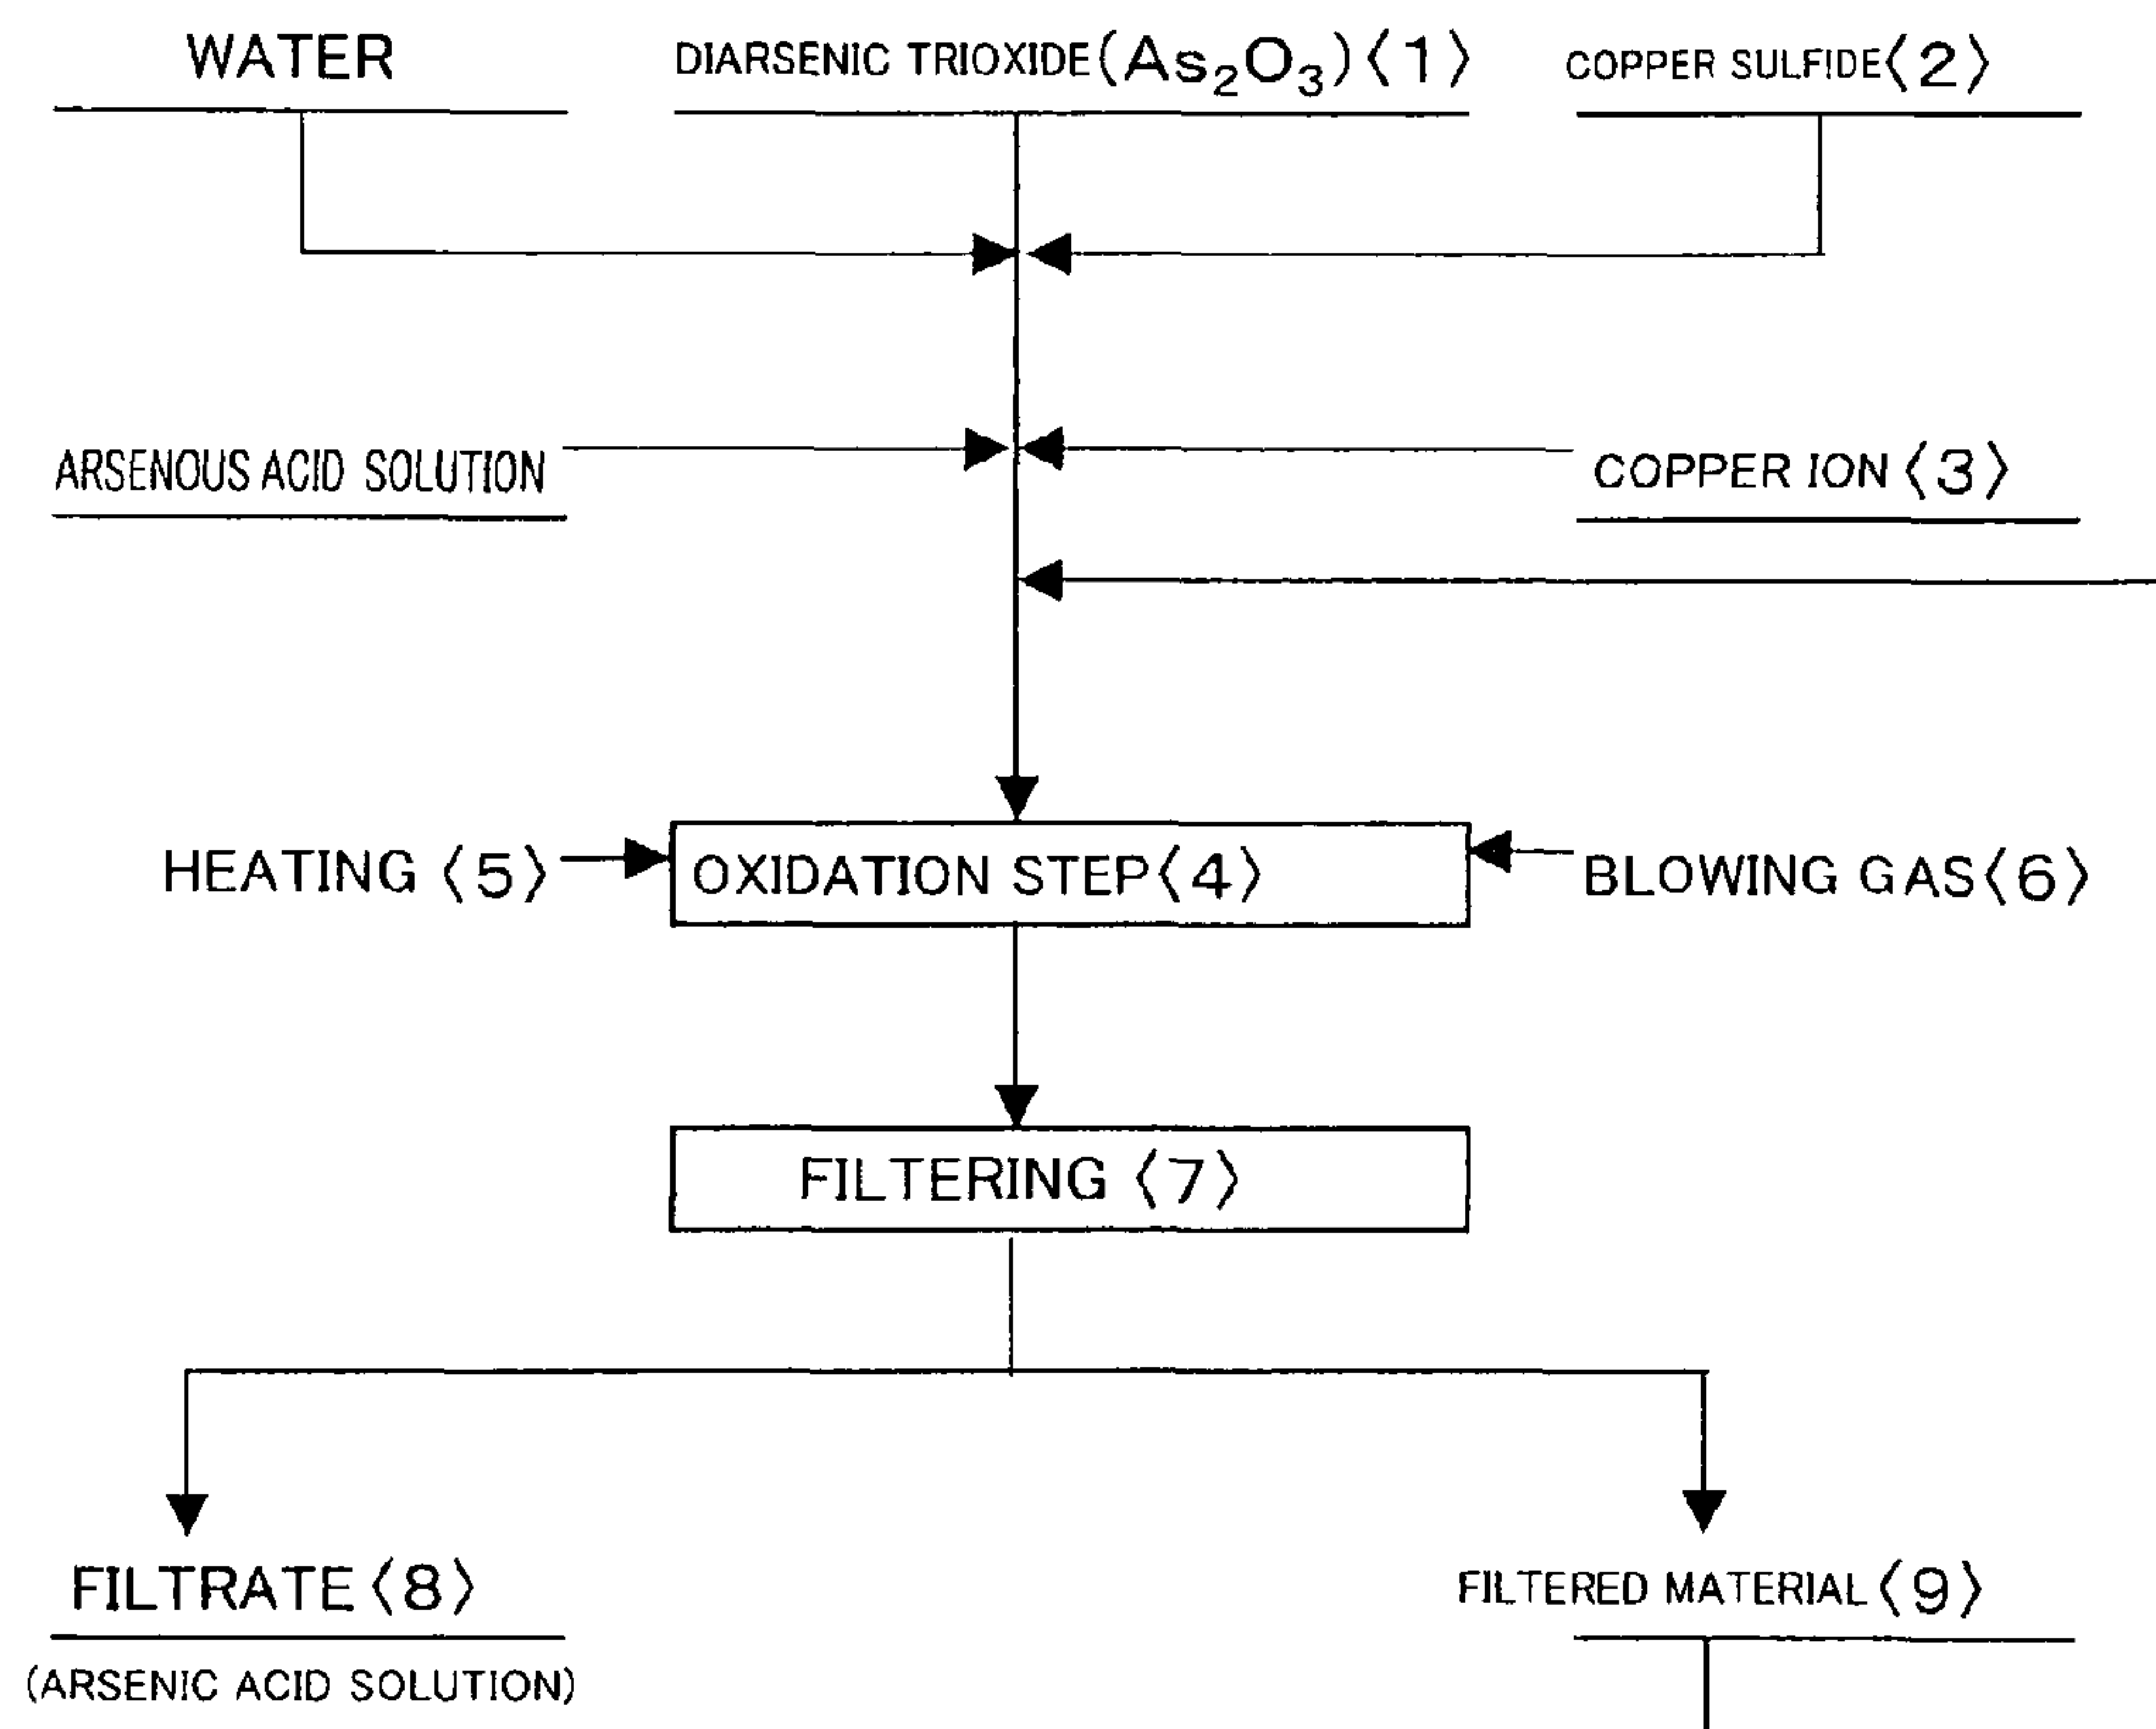 WATER
DIARSENIC TRIOXIDE(As₂O₃)〈1〉
COPPER SULFIDE〈2〉
ARSENOUS ACID SOLUTION
COPPER ION〈3〉
HEATING〈5〉
OXIDATION STEP〈4〉
BLOWING GAS〈6〉
FILTERING〈7〉
FILTRATE〈8〉
(ARSENIC ACID SOLUTION)
FILTERED MATERIAL〈9〉